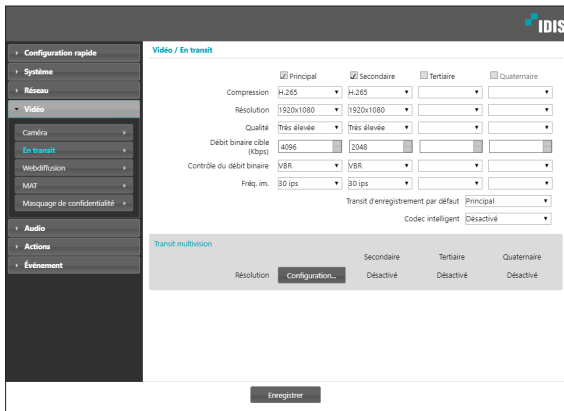 IDIS
Configuration rapide
Système
Réseau
Vidéo
Caméra
En transit
Webdiffusion
MAT
Masquage de confidentialité
Audio
Actions
Événement
Vidéo / En transit
Principal Secondaire Tertiaire Quaternaire
Compression H.265 H.265
Résolution 1920x1080 1920x1080
Qualité Très élevée Très élevée
Débit binaire cible
(Kbps) 4096 2048
Contrôle du débit binaire VBR VBR
Fréq. im. 30 ips 30 ips
Transit d'enregistrement par défaut Principal
Codec intelligent Désactivé
Transit multivision
Secondaire Tertiaire Quaternaire
Résolution Configuration... Désactivé Désactivé Désactivé
Enregistrer